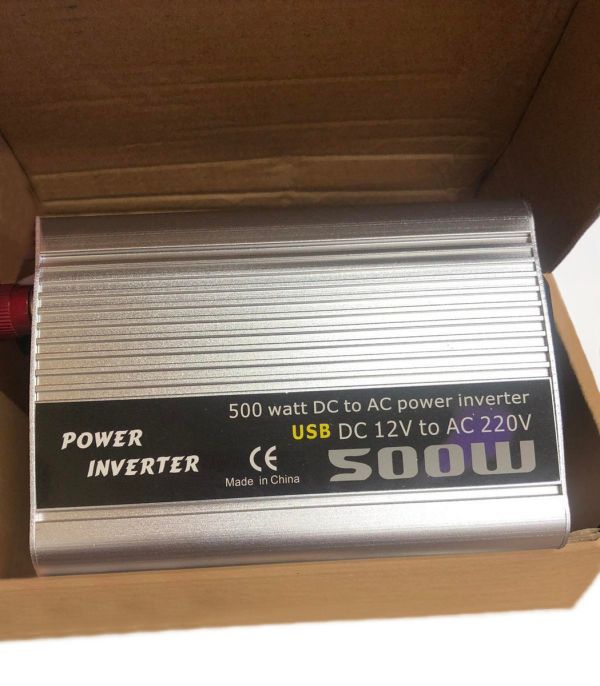 500 watt DC to AC power inverter
USB DC 12V to AC 220V
POWER
INVERTER
CE
Made in China
500W